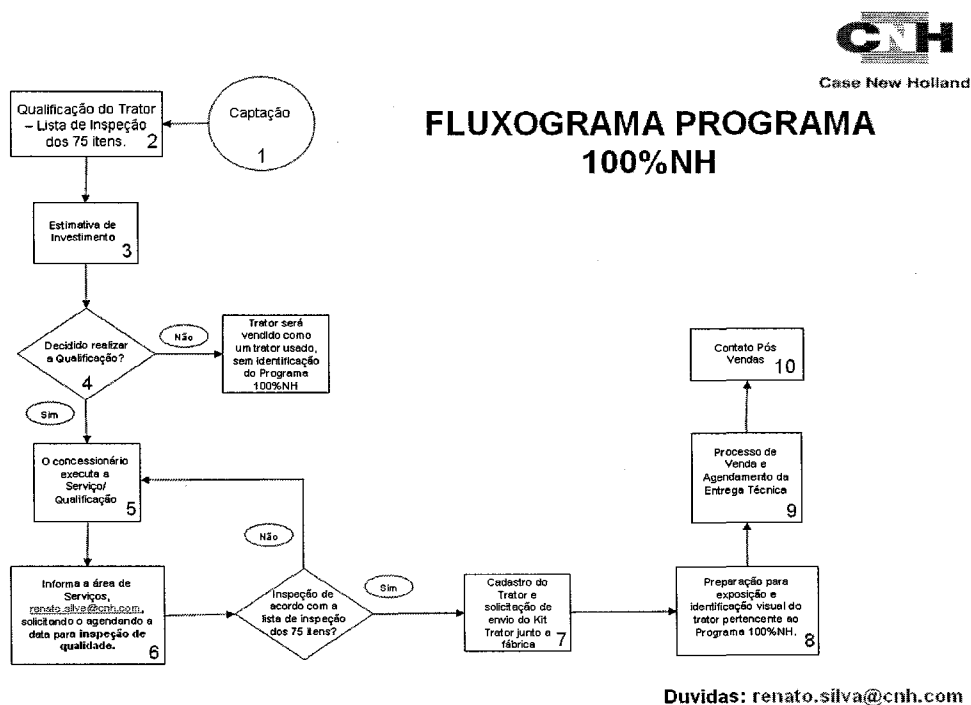 CNH
Case New Holland
FLUXOGRAMA PROGRAMA
100%NH
Captação
1
Qualificação do Trator
– Lista de Inspeção
dos 75 itens.
2
Estimativa de
Investimento
3
Decidido realizar
a Qualificação?
4
Não
Trator será
vendido como
um trator usado,
sem identificação
do Programa
100%NH
Sim
O concessionário
executa a
Serviço/
Qualificação
5
Informa a área de
Serviços,
renato.silva@cnh.com,
solicitando o agendando a
data para inspeção de
qualidade.
6
Inspeção de
acordo com a
lista de inspeção
dos 75 itens?
Não
Sim
Cadastro do
Trator e
solicitação de
envio do Kit
Trator junto a
fábrica
7
Preparação para
exposição e
identificação visual do
trator pertencente ao
Programa 100%NH.
8
Processo de
Venda e
Agendamento da
Entrega Técnica
9
Contato Pós
Vendas
10
Duvidas: renato.silva@cnh.com